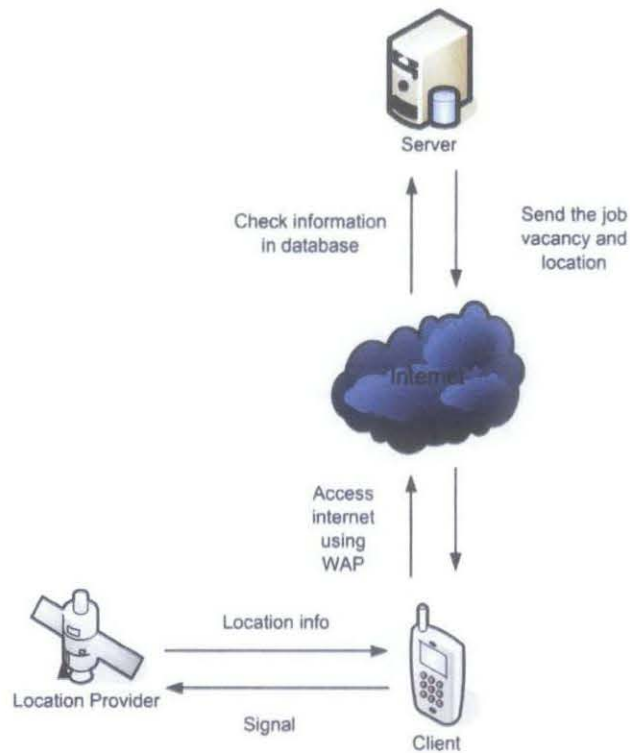 Server
Check information
in database
Send the job
vacancy and
location
Internet
Access
internet
using
WAP
Location info
Location Provider
Signal
Client